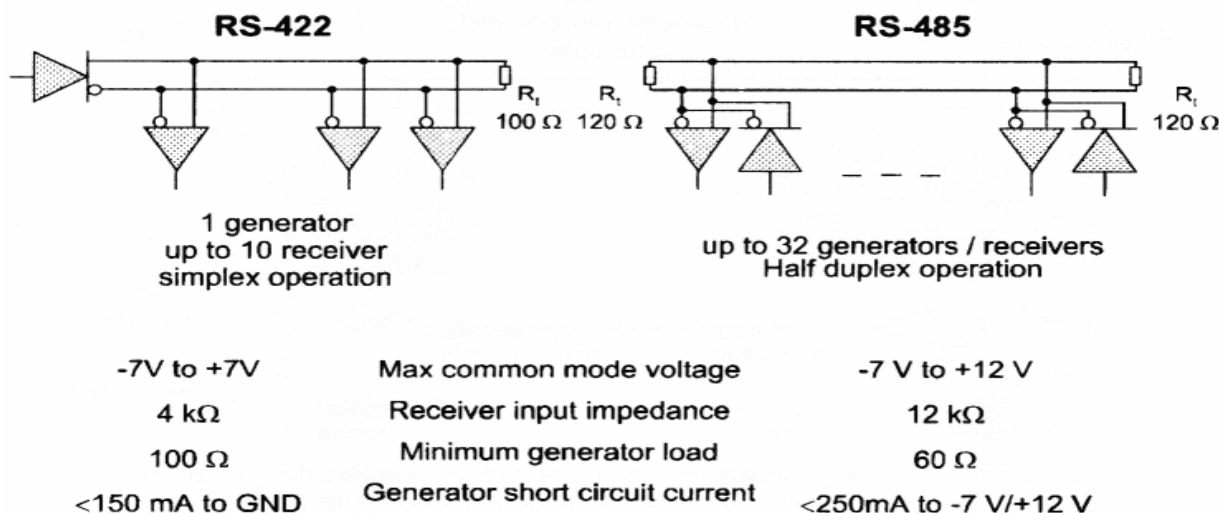 RS-422
RS-485
Rt
100 Ω
Rt
120 Ω
Rt
120 Ω
1 generator
up to 10 receiver
simplex operation
up to 32 generators / receivers
Half duplex operation
-7V to +7V Max common mode voltage -7 V to +12 V
4 kΩ Receiver input impedance 12 kΩ
100 Ω Minimum generator load 60 Ω
<150 mA to GND Generator short circuit current <250mA to -7 V/+12 V